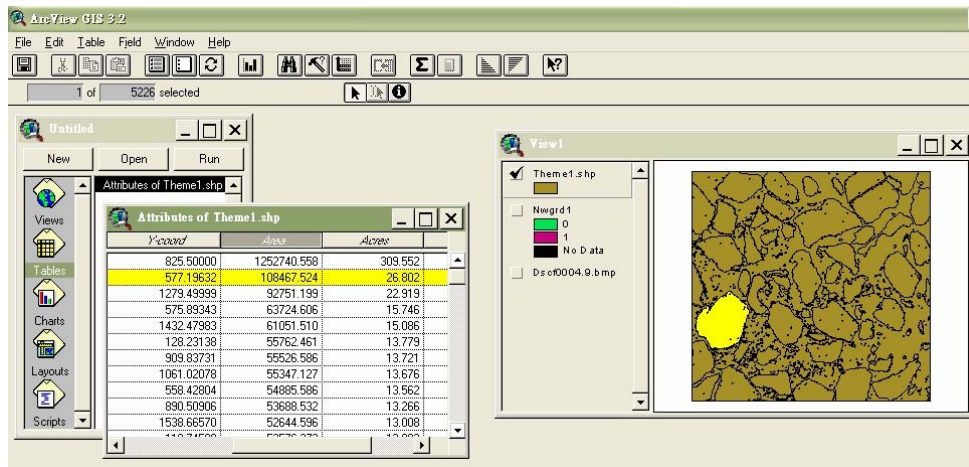 ArcView GIS 3.2
File Edit Table Field Window Help
1 of 5226 selected
Untitled
New Open Run
Attributes of Theme1.shp
Views
Tables
Charts
Layouts
Scripts
Attributes of Theme1.shp
Y-coord Area Acres
825.50000 1252740.558 309.552
577.19632 108467.524 26.802
1279.49999 92751.199 22.919
575.89343 63724.606 15.746
1432.47983 61051.510 15.086
128.23138 55762.461 13.779
909.83731 55526.586 13.721
1061.02078 55347.127 13.676
558.42804 54885.586 13.562
890.50906 53688.532 13.266
1538.66570 52644.596 13.008
View1
Theme1.shp
Nwgrd1
0
1
No Data
Dscf0004.9.bmp